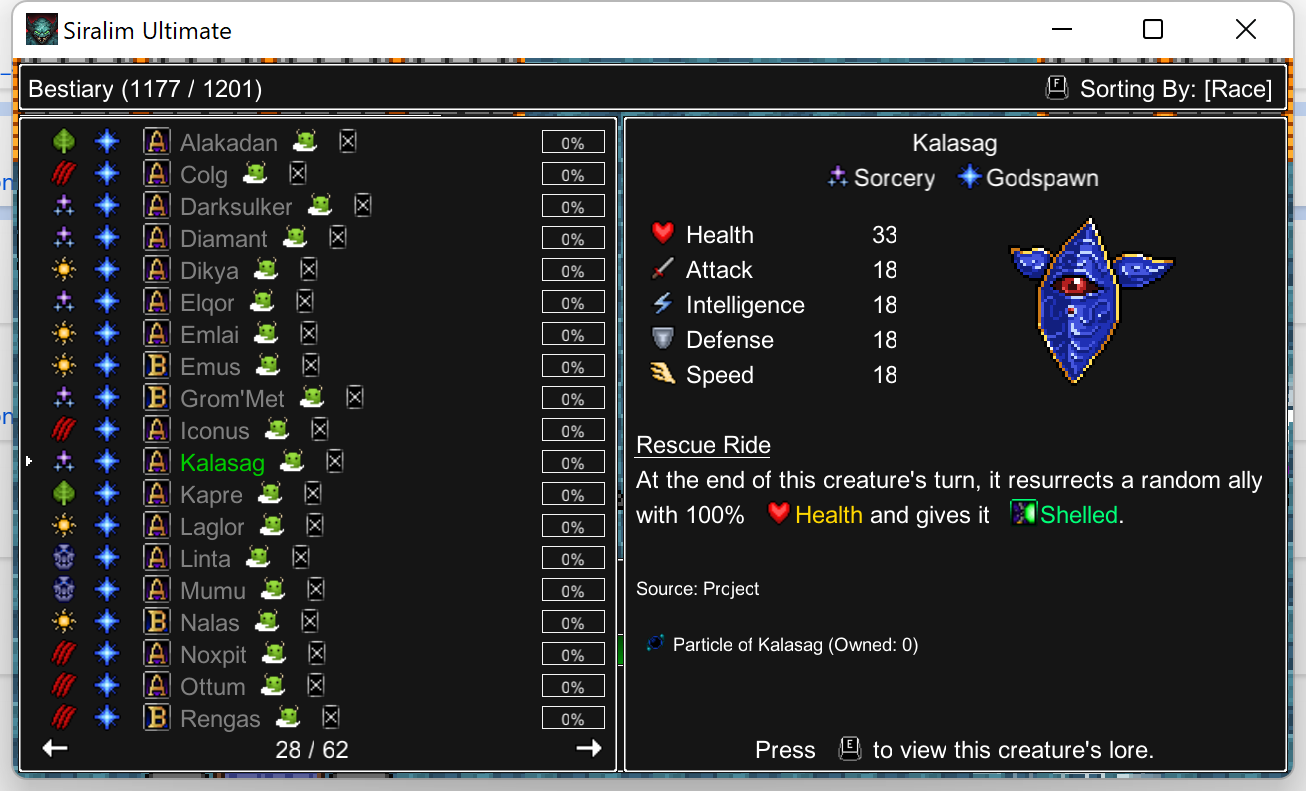 Siralim Ultimate
Bestiary (1177 / 1201)
F Sorting By: [Race]
A Alakadan 0%
A Colg 0%
A Darksulker 0%
A Diamant 0%
A Dikya 0%
A Elqor 0%
A Emlai 0%
B Emus 0%
B Grom'Met 0%
A Iconus 0%
A Kalasag 0%
A Kapre 0%
A Laglor 0%
A Linta 0%
A Mumu 0%
B Nalas 0%
A Noxpit 0%
A Ottum 0%
B Rengas 0%
28 / 62
Kalasag
Sorcery Godspawn
Health 33
Attack 18
Intelligence 18
Defense 18
Speed 18
Rescue Ride
At the end of this creature's turn, it resurrects a random ally
with 100% Health and gives it Shelled.
Source: Project
Particle of Kalasag (Owned: 0)
Press E to view this creature's lore.